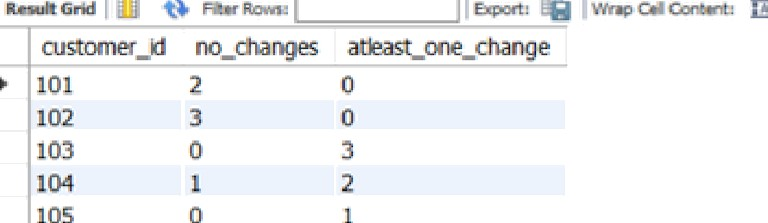 Result Grid Filter Rows: Export: Wrap Cell Content:
customer_id no_changes atleast_one_change
101 2 0
102 3 0
103 0 3
104 1 2
105 0 1